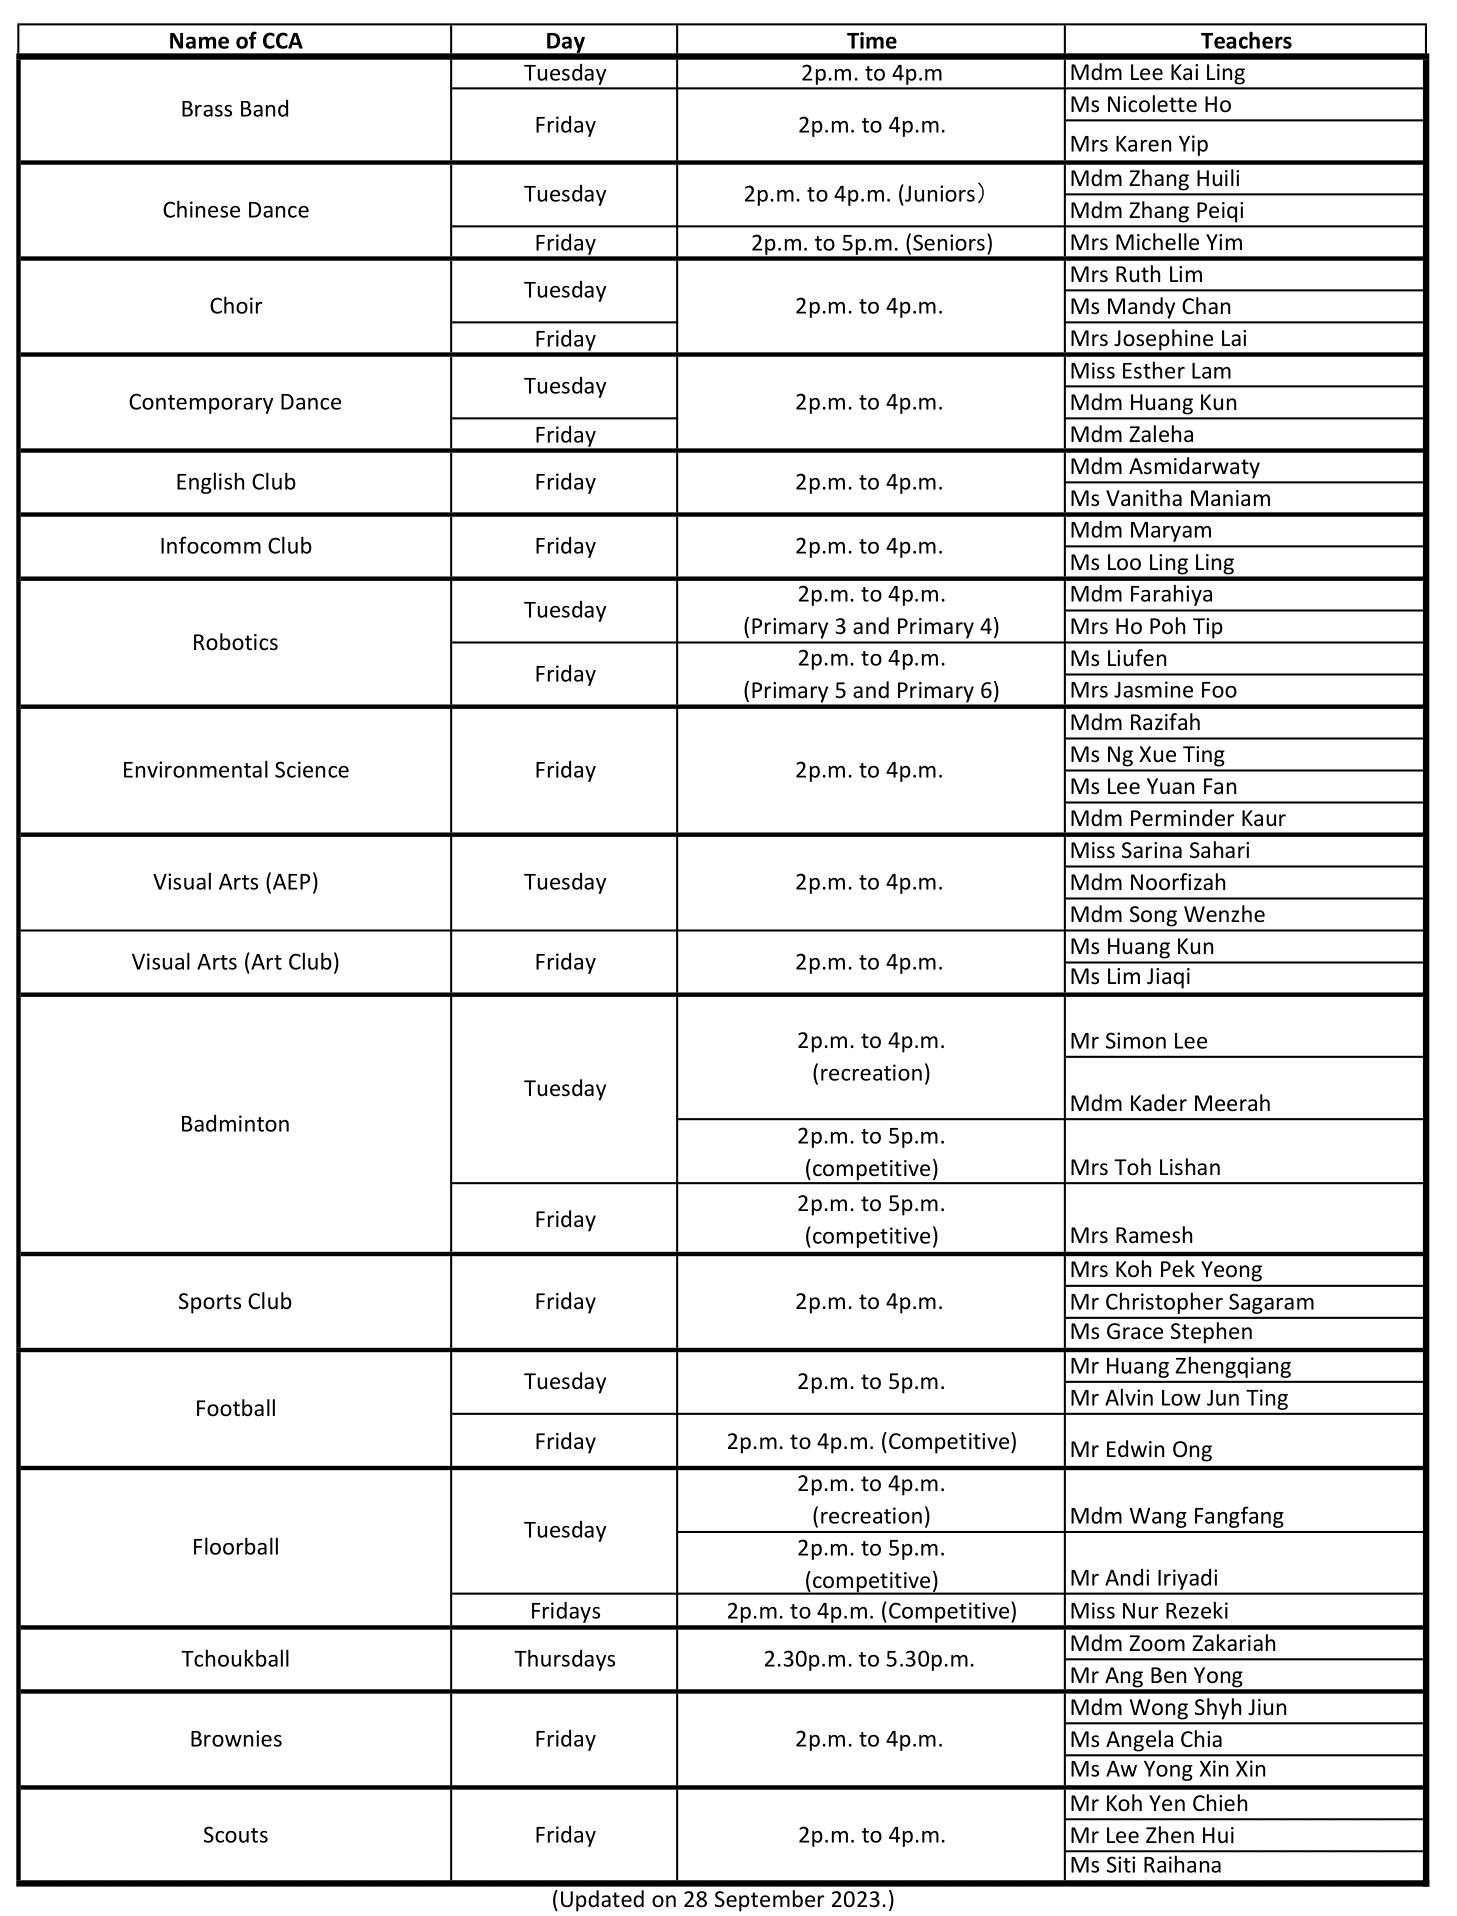 Name of CCA Day Time Teachers
Brass Band
Tuesday 2p.m. to 4p.m Mdm Lee Kai Ling
Friday 2p.m. to 4p.m. Ms Nicolette Ho
Mrs Karen Yip
Chinese Dance
Tuesday 2p.m. to 4p.m. (Juniors） Mdm Zhang Huili
Mdm Zhang Peiqi
Friday 2p.m. to 5p.m. (Seniors) Mrs Michelle Yim
Choir
Tuesday 2p.m. to 4p.m. Mrs Ruth Lim
Ms Mandy Chan
Friday Mrs Josephine Lai
Contemporary Dance
Tuesday 2p.m. to 4p.m. Miss Esther Lam
Mdm Huang Kun
Friday Mdm Zaleha
English Club Friday 2p.m. to 4p.m. Mdm Asmidarwaty
Ms Vanitha Maniam
Infocomm Club Friday 2p.m. to 4p.m. Mdm Maryam
Ms Loo Ling Ling
Robotics
Tuesday 2p.m. to 4p.m. Mdm Farahiya
(Primary 3 and Primary 4) Mrs Ho Poh Tip
Friday 2p.m. to 4p.m. Ms Liufen
(Primary 5 and Primary 6) Mrs Jasmine Foo
Environmental Science Friday 2p.m. to 4p.m. Mdm Razifah
Ms Ng Xue Ting
Ms Lee Yuan Fan
Mdm Perminder Kaur
Visual Arts (AEP) Tuesday 2p.m. to 4p.m. Miss Sarina Sahari
Mdm Noorfizah
Mdm Song Wenzhe
Visual Arts (Art Club) Friday 2p.m. to 4p.m. Ms Huang Kun
Ms Lim Jiaqi
Badminton
Tuesday 2p.m. to 4p.m. Mr Simon Lee
(recreation)
Mdm Kader Meerah
2p.m. to 5p.m.
(competitive) Mrs Toh Lishan
Friday 2p.m. to 5p.m.
(competitive) Mrs Ramesh
Sports Club Friday 2p.m. to 4p.m. Mrs Koh Pek Yeong
Mr Christopher Sagaram
Ms Grace Stephen
Football
Tuesday 2p.m. to 5p.m. Mr Huang Zhengqiang
Mr Alvin Low Jun Ting
Friday 2p.m. to 4p.m. (Competitive) Mr Edwin Ong
Floorball
Tuesday 2p.m. to 4p.m.
(recreation) Mdm Wang Fangfang
2p.m. to 5p.m.
(competitive) Mr Andi Iriyadi
Fridays 2p.m. to 4p.m. (Competitive) Miss Nur Rezeki
Tchoukball Thursdays 2.30p.m. to 5.30p.m. Mdm Zoom Zakariah
Mr Ang Ben Yong
Brownies Friday 2p.m. to 4p.m. Mdm Wong Shyh Jiun
Ms Angela Chia
Ms Aw Yong Xin Xin
Scouts Friday 2p.m. to 4p.m. Mr Koh Yen Chieh
Mr Lee Zhen Hui
Ms Siti Raihana
(Updated on 28 September 2023.)